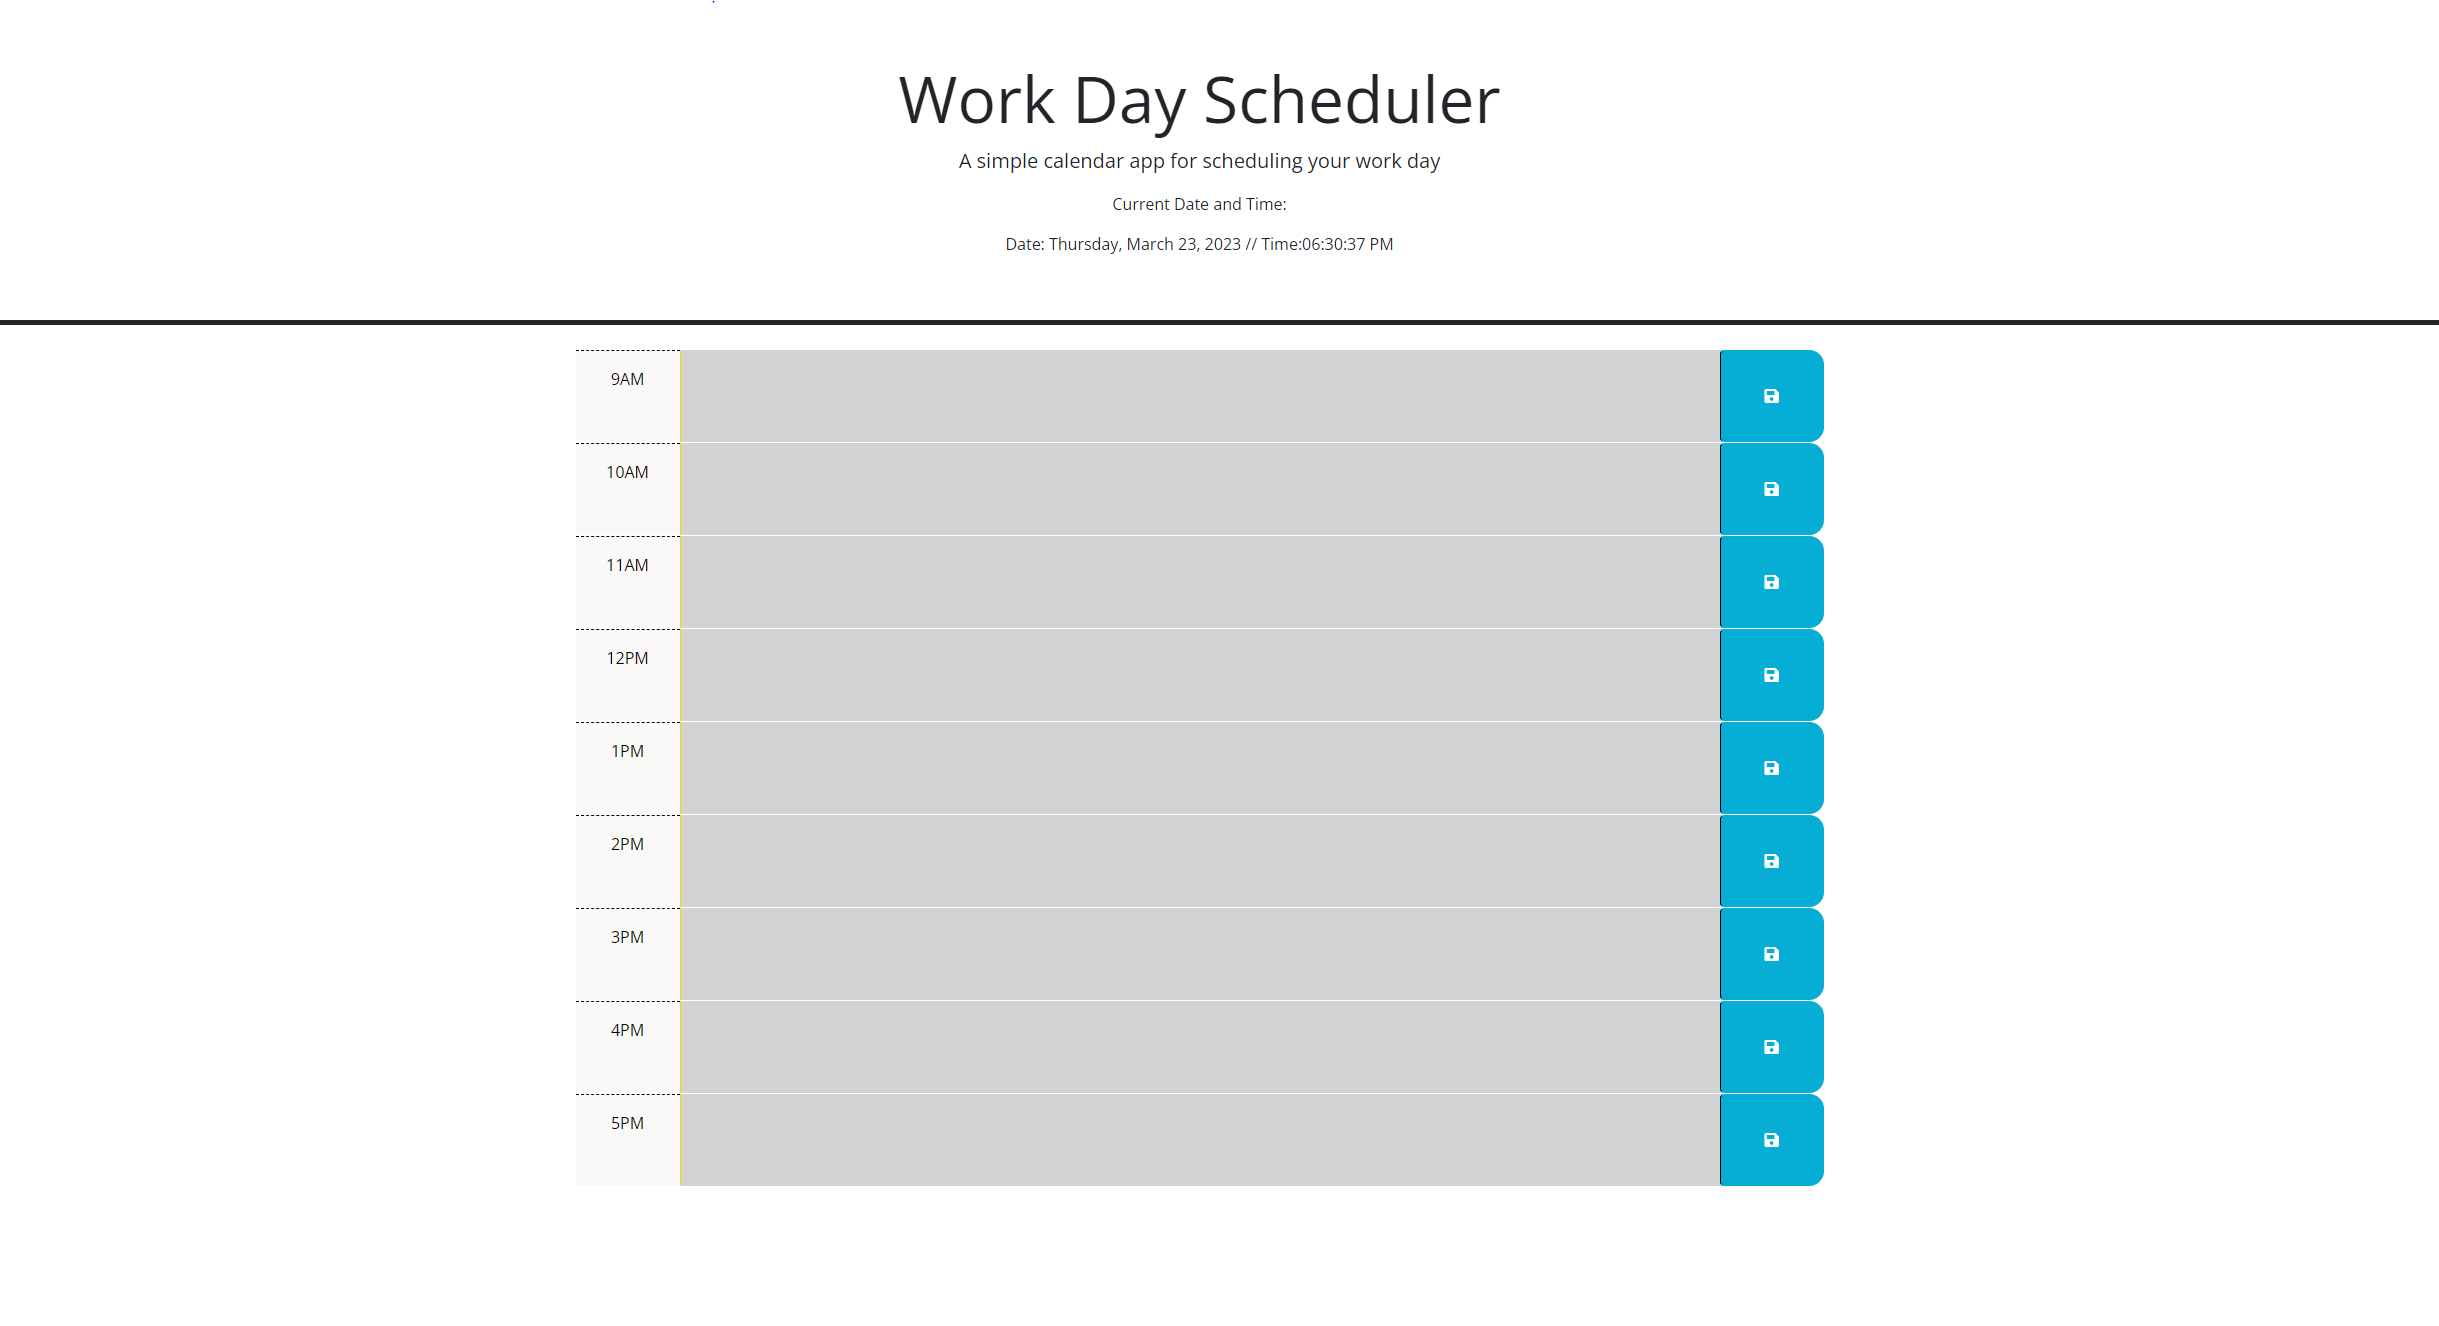 Work Day Scheduler
A simple calendar app for scheduling your work day
Current Date and Time:
Date: Thursday, March 23, 2023 // Time:06:30:37 PM
9AM
10AM
11AM
12PM
1PM
2PM
3PM
4PM
5PM